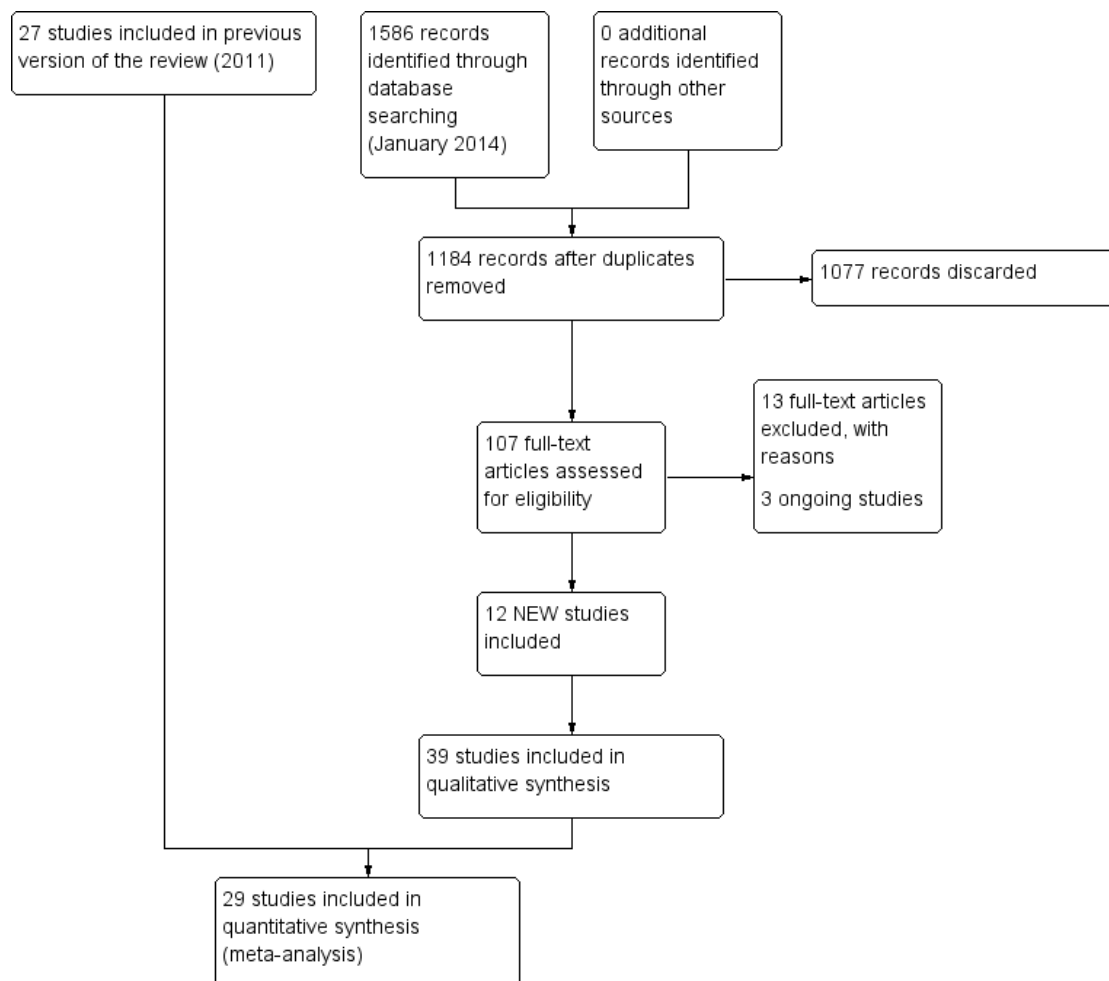 27 studies included in previous
version of the review (2011)
1586 records
identified through
database
searching
(January 2014)
0 additional
records identified
through other
sources
1184 records after duplicates
removed
1077 records discarded
107 full-text
articles assessed
for eligibility
13 full-text articles
excluded, with
reasons
3 ongoing studies
12 NEW studies
included
39 studies included in
qualitative synthesis
29 studies included in
quantitative synthesis
(meta-analysis)